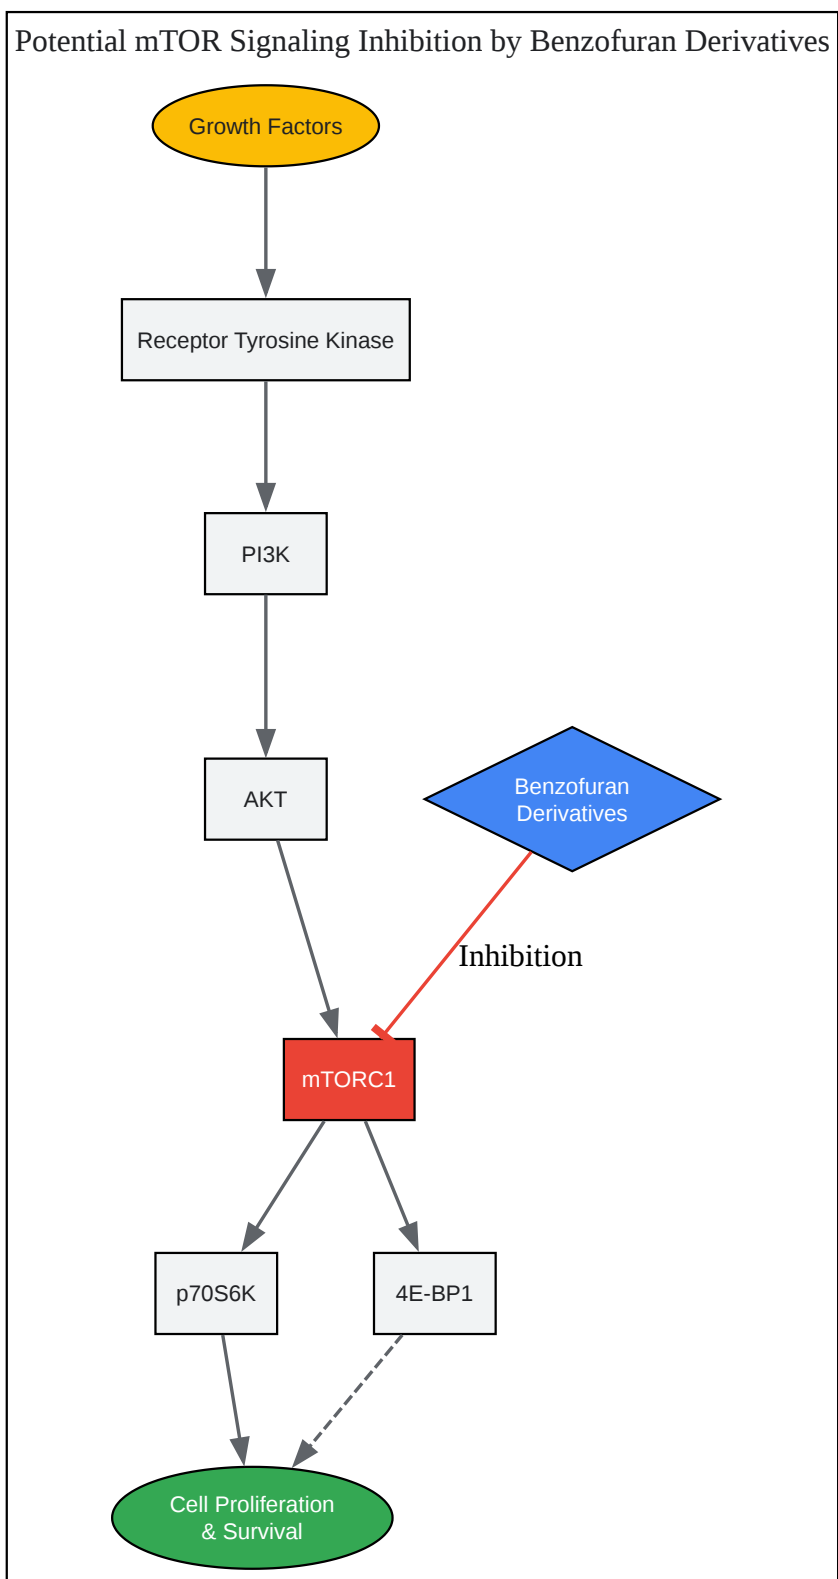 Potential mTOR Signaling Inhibition by Benzofuran Derivatives
Growth Factors
Receptor Tyrosine Kinase
PI3K
AKT
Benzofuran
Derivatives
Inhibition
mTORC1
p70S6K
4E-BP1
Cell Proliferation
& Survival